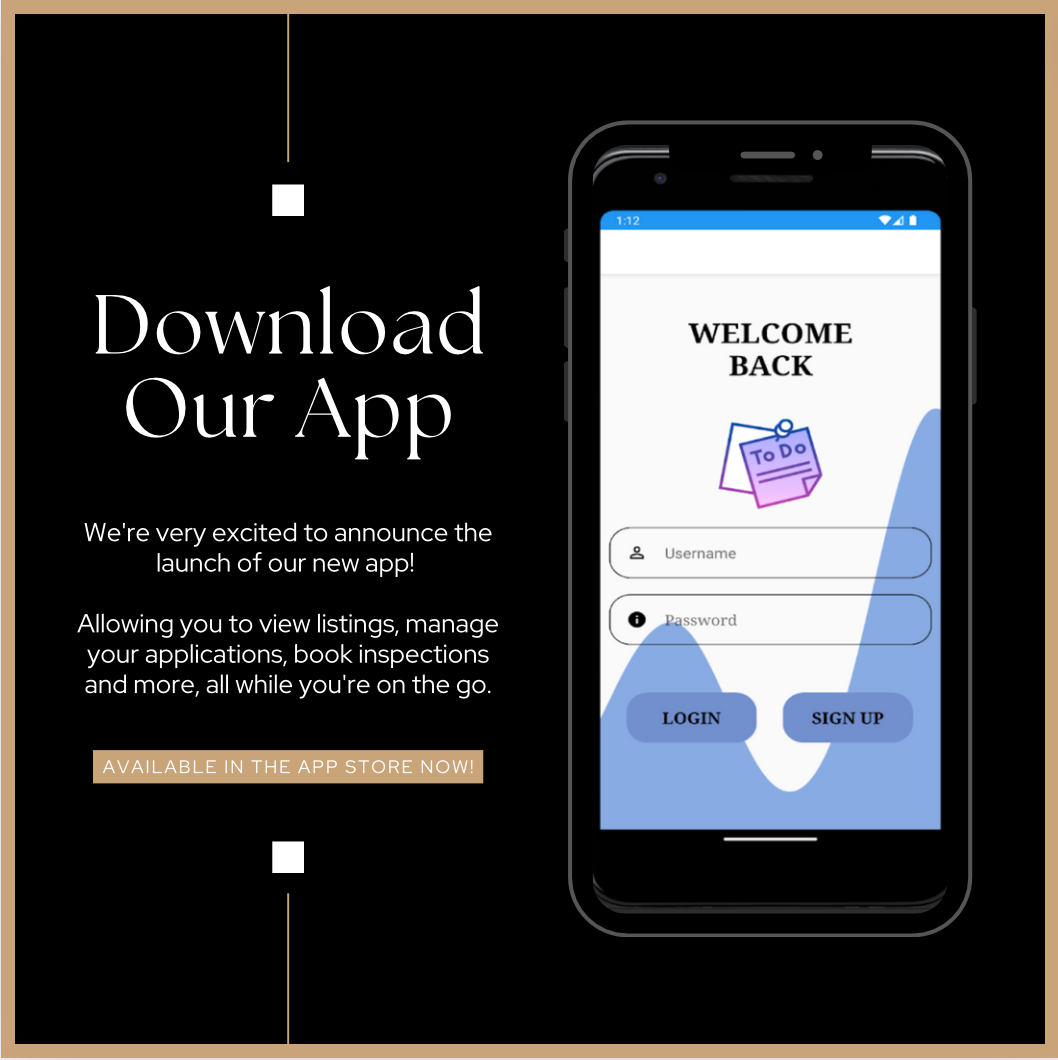 Download
Our App
We're very excited to announce the
launch of our new app!
Allowing you to view listings, manage
your applications, book inspections
and more, all while you're on the go.
AVAILABLE IN THE APP STORE NOW!
1:12
WELCOME
BACK
To Do
Username
Password
LOGIN
SIGN UP